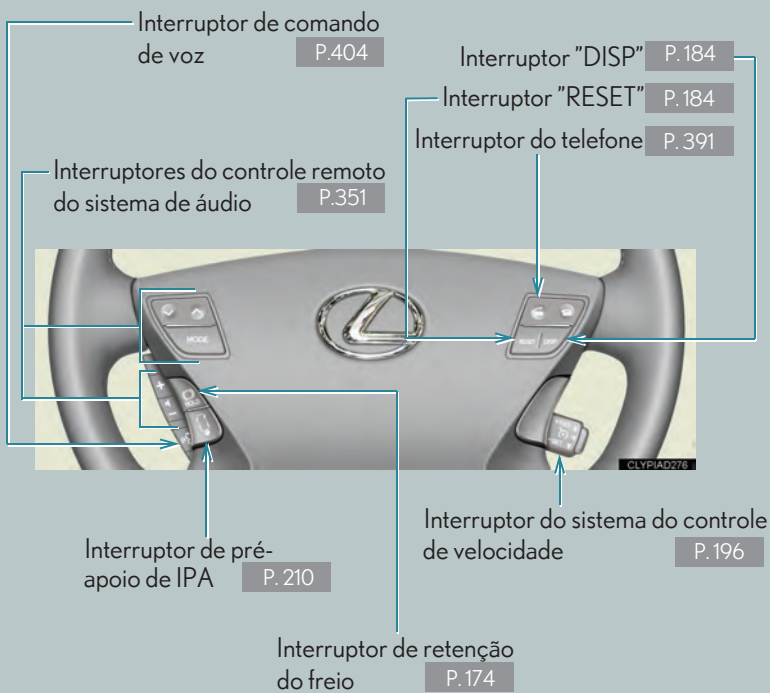 Interruptor de comando
de voz P.404
Interruptor "DISP" P. 184
Interruptor "RESET" P. 184
Interruptor do telefone P. 391
Interruptores do controle remoto
do sistema de áudio P.351
MODE
RESET DISP
+
-
CLYPIAD276
Interruptor do sistema do controle
de velocidade P. 196
Interruptor de pré-
apoio de IPA P. 210
Interruptor de retenção
do freio P. 174